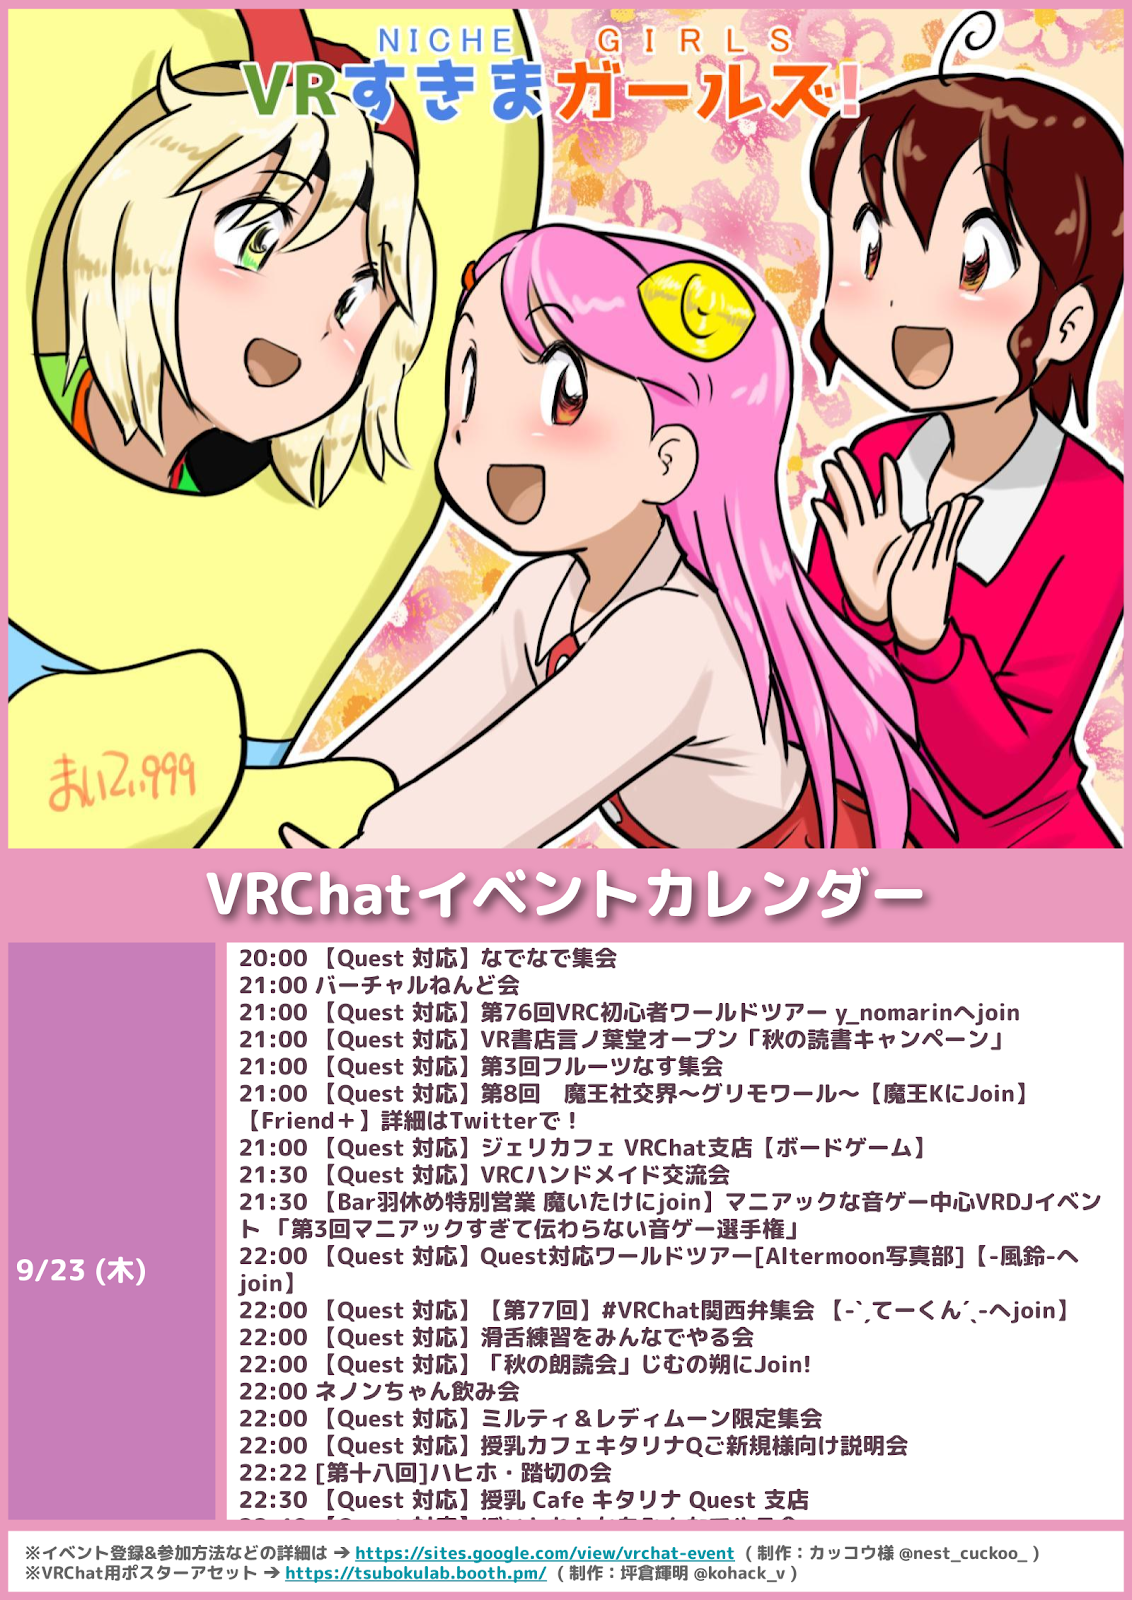 NICHE GIRLS
VRすきまガールズ!
まいてぃ999
VRChatイベントカレンダー
9/23 (木)
20:00 【Quest 対応】なでなで集会
21:00 バーチャルねんど会
21:00 【Quest 対応】第76回VRC初心者ワールドツアー y_nomarinへjoin
21:00 【Quest 対応】VR書店言ノ葉堂オープン「秋の読書キャンペーン」
21:00 【Quest 対応】第3回フルーツなす集会
21:00 【Quest 対応】第8回　魔王社交界～グリモワール～【魔王KにJoin】
【Friend＋】詳細はTwitterで！
21:00 【Quest 対応】ジェリカフェ VRChat支店【ボードゲーム】
21:30 【Quest 対応】VRCハンドメイド交流会
21:30 【Bar羽休め特別営業 魔いたけにjoin】マニアックな音ゲー中心VRDJイベン
ト 「第3回マニアックすぎて伝わらない音ゲー選手権」
22:00 【Quest 対応】Quest対応ワールドツアー[Altermoon写真部]【-風鈴-へ
join】
22:00 【Quest 対応】【第77回】#VRChat関西弁集会 【-ˋˏてーくんˊˎ-へjoin】
22:00 【Quest 対応】滑舌練習をみんなでやる会
22:00 【Quest 対応】「秋の朗読会」じむの朔にJoin!
22:00 ネノンちゃん飲み会
22:00 【Quest 対応】ミルティ＆レディムーン限定集会
22:00 【Quest 対応】授乳カフェキタリナQご新規様向け説明会
22:22 [第十八回]ハヒホ・踏切の会
22:30 【Quest 対応】授乳 Cafe キタリナ Quest 支店
※イベント登録&参加方法などの詳細は → https://sites.google.com/view/vrchat-event （制作：カッコウ様 @nest_cuckoo_ ）
※VRChat用ポスターアセット → https://tsubokulab.booth.pm/ （制作：坪倉輝明 @kohack_v ）